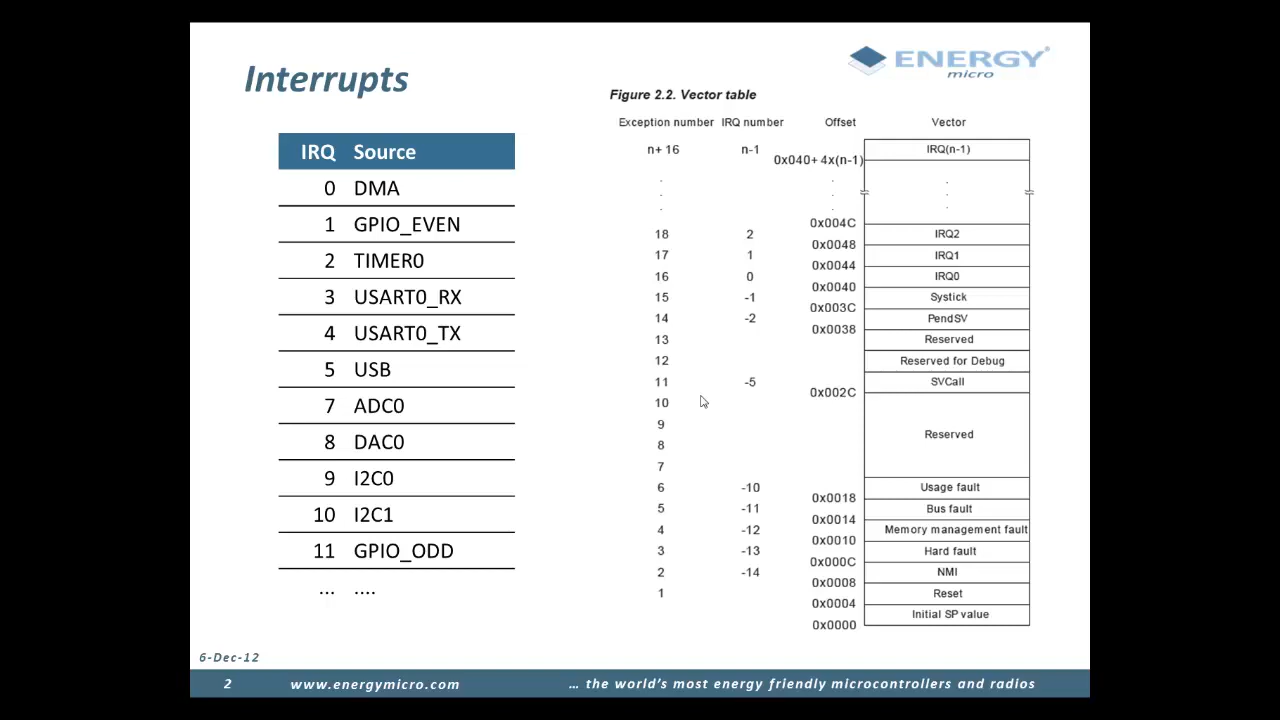 Interrupts
ENERGY®
micro
IRQ Source
0 DMA
1 GPIO_EVEN
2 TIMER0
3 USART0_RX
4 USART0_TX
5 USB
7 ADC0
8 DAC0
9 I2C0
10 I2C1
11 GPIO_ODD
... ....
Figure 2.2. Vector table
Exception number IRQ number Offset Vector
n+16 n-1 IRQ(n-1)
0x040+4x(n-1)
. . .
. . .
. . .
0x004C
18 2 IRQ2
0x0048
17 1 IRQ1
0x0044
16 0 IRQ0
0x0040
15 -1 Systick
0x003C
14 -2 PendSV
0x0038
13 Reserved
12 Reserved for Debug
11 -5 SVCall
0x002C
10
9
Reserved
8
7
6 -10 Usage fault
0x0018
5 -11 Bus fault
0x0014
4 -12 Memory management fault
0x0010
3 -13 Hard fault
0x000C
2 -14 NMI
0x0008
1 Reset
0x0004
Initial SP value
0x0000
6-Dec-12
2 www.energymicro.com ... the world's most energy friendly microcontrollers and radios